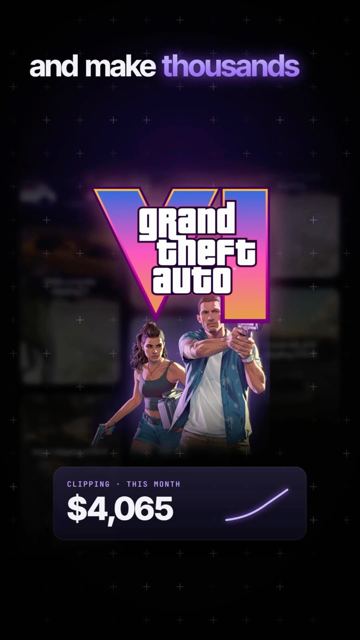 and make thousands
VI
grand
theft
auto
CLIPPING · THIS MONTH
$4,065